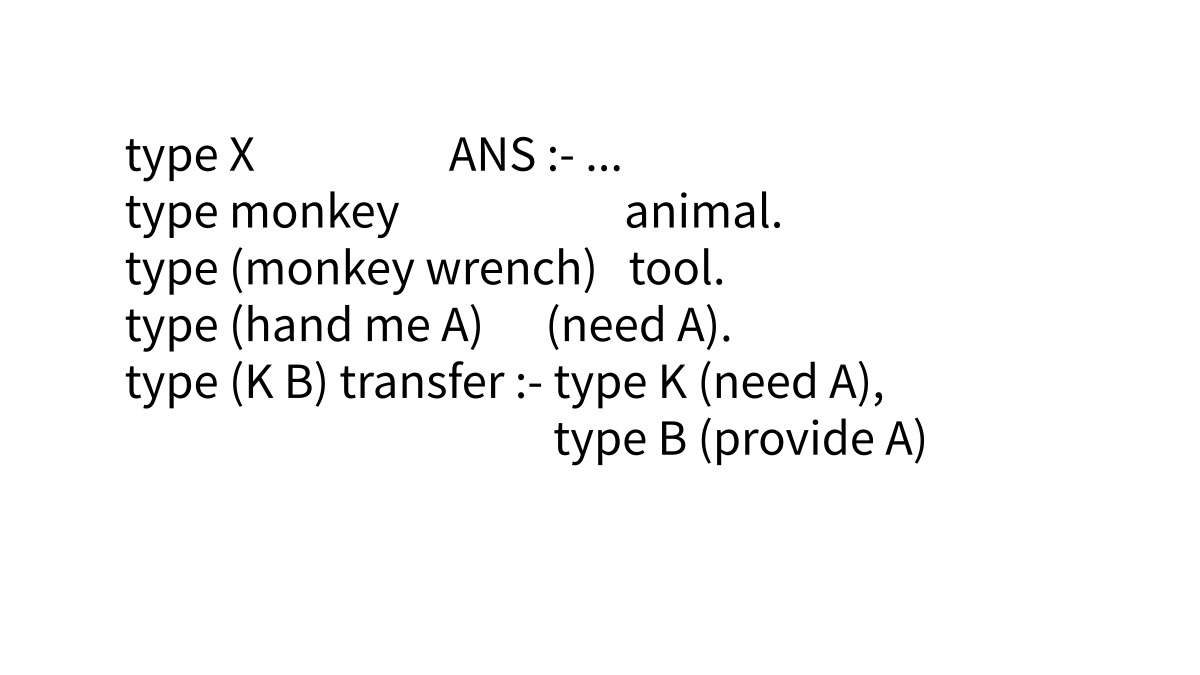 type X ANS :- ...
type monkey animal.
type (monkey wrench) tool.
type (hand me A) (need A).
type (K B) transfer :- type K (need A),
type B (provide A)